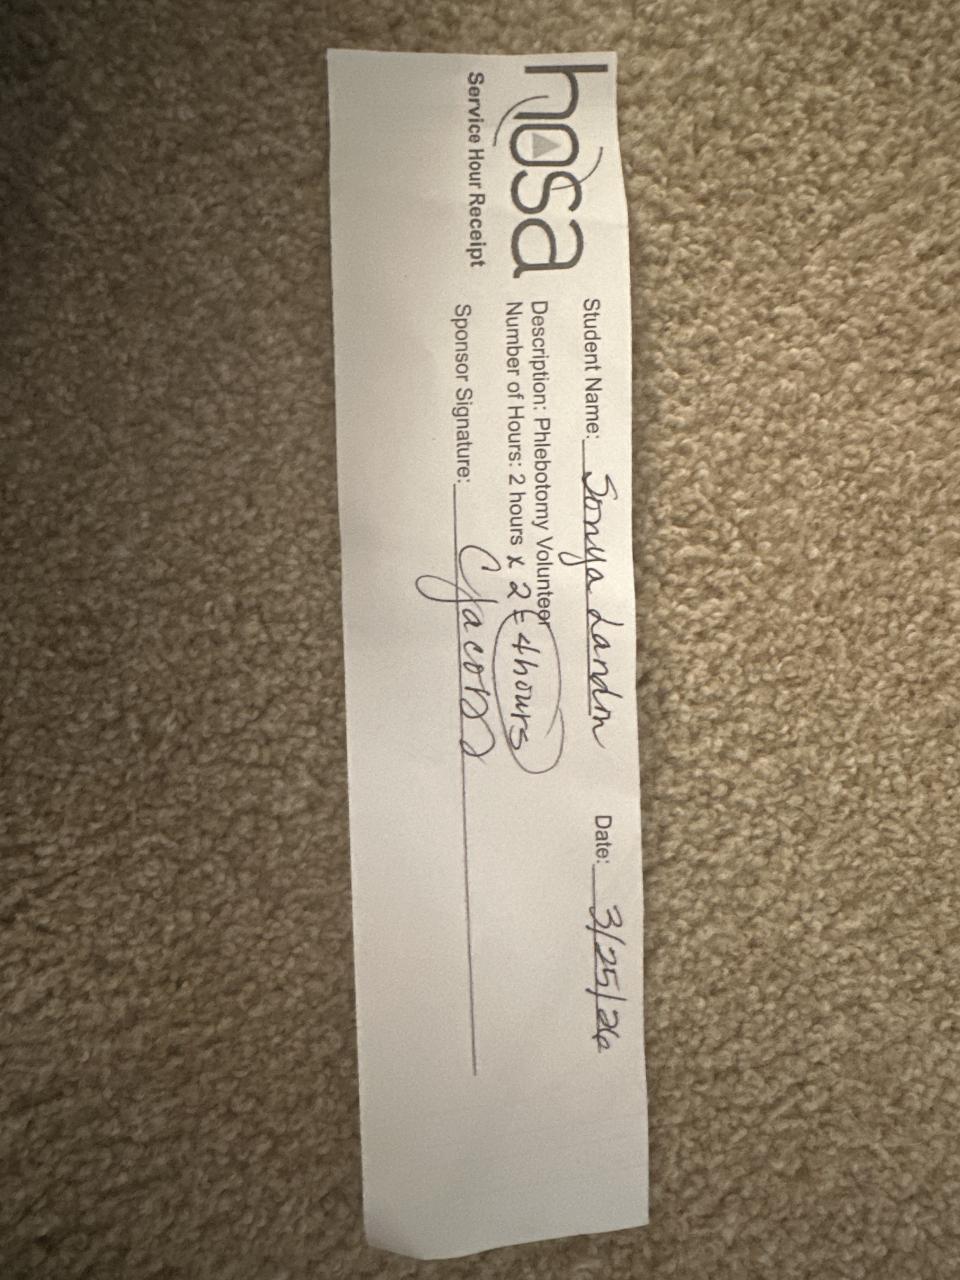 hosa
Service Hour Receipt
Student Name: Sonya Landin Date: 3/25/26
Description: Phlebotomy Volunteer
Number of Hours: 2 hours x 2 = 4 hours
Sponsor Signature: CJacobs